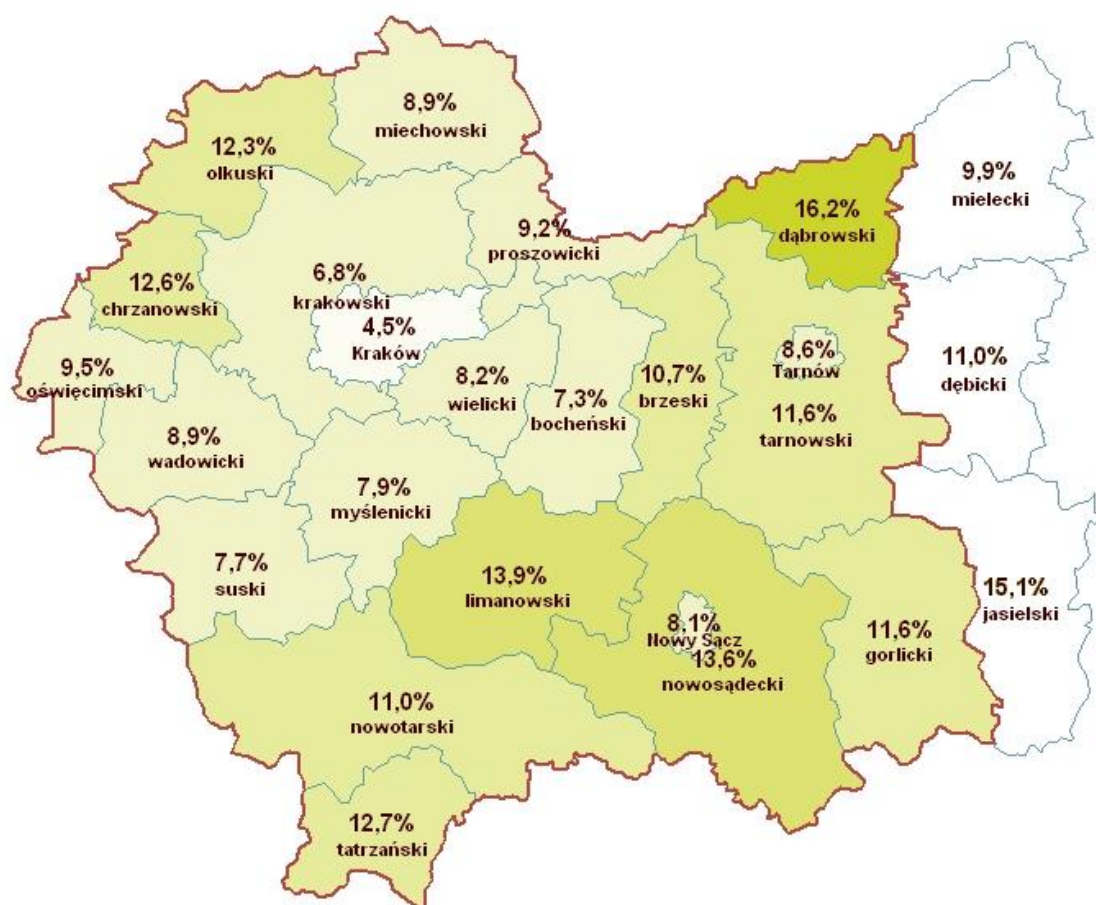 8,9%
miechowski
12,3%
olkuski
9,9%
mielecki
16,2%
dąbrowski
9,2%
proszowicki
6,8%
krakowski
12,6%
chrzanowski
4,5%
Kraków
8,6%
Tarnów
11,0%
dębicki
9,5%
oświęcimski
8,2%
wielicki
7,3%
bocheński
10,7%
brzeski
11,6%
tarnowski
8,9%
wadowicki
7,9%
myślenicki
7,7%
suski
13,9%
limanowski
15,1%
jasielski
8,1%
Nowy Sącz
13,6%
nowosądecki
11,6%
gorlicki
11,0%
nowotarski
12,7%
tatrzański